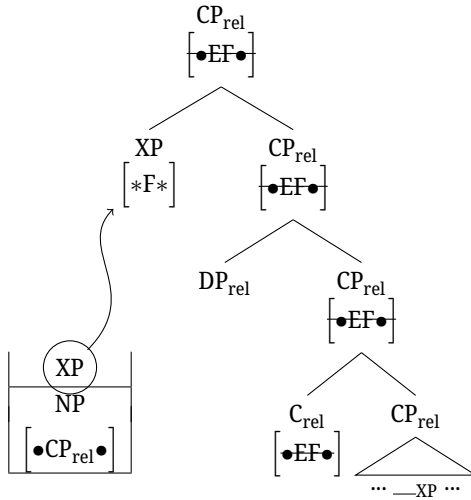 CP_rel
[●EF●]
XP CP_rel
[∗F∗] [●EF●]
DP_rel CP_rel
[●EF●]
XP
NP C_rel CP_rel
[●CP_rel●] [●EF●]
... __XP ...